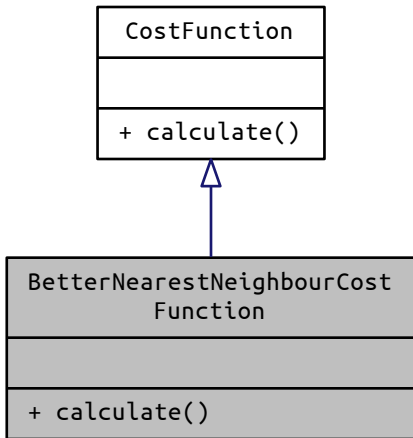 CostFunction
+ calculate()
BetterNearestNeighbourCost
Function
+ calculate()